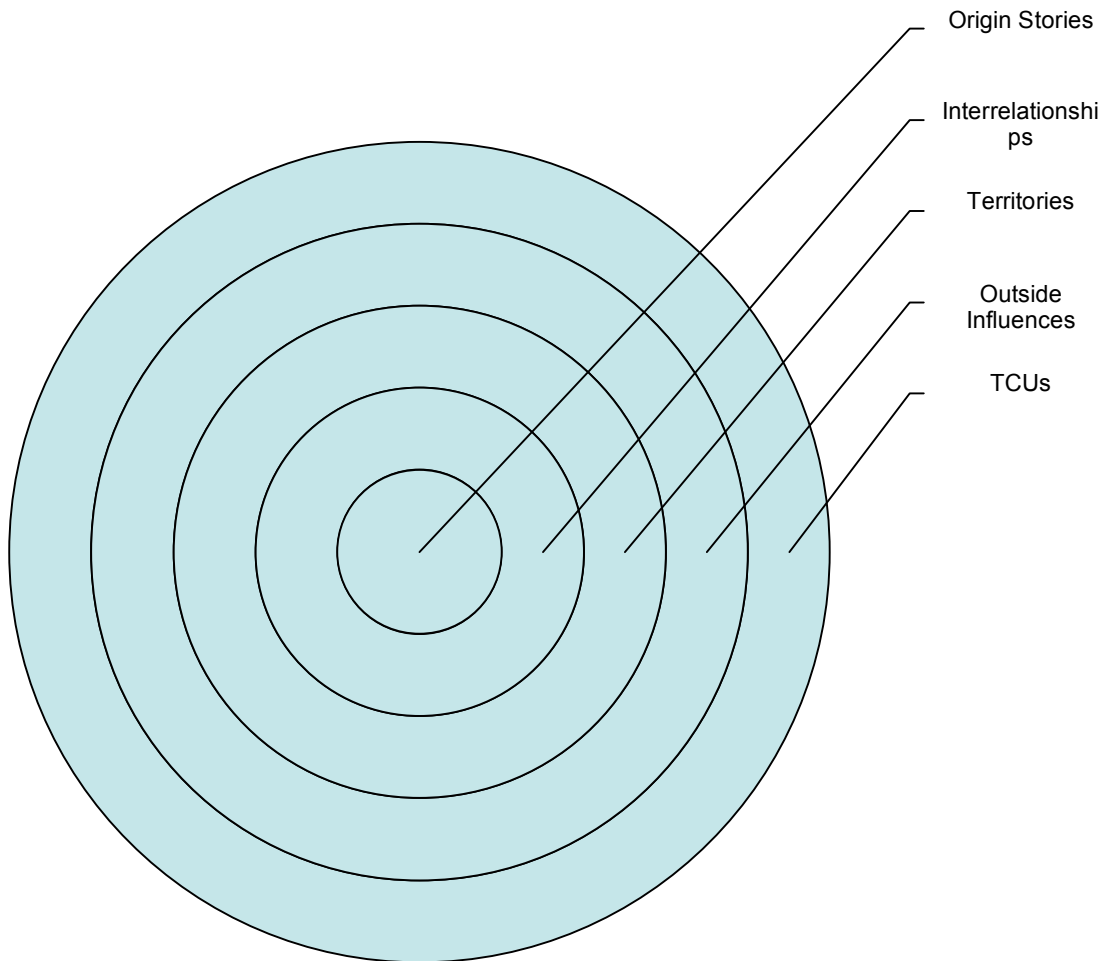 Origin Stories
Interrelationshi
ps
Territories
Outside
Influences
TCUs